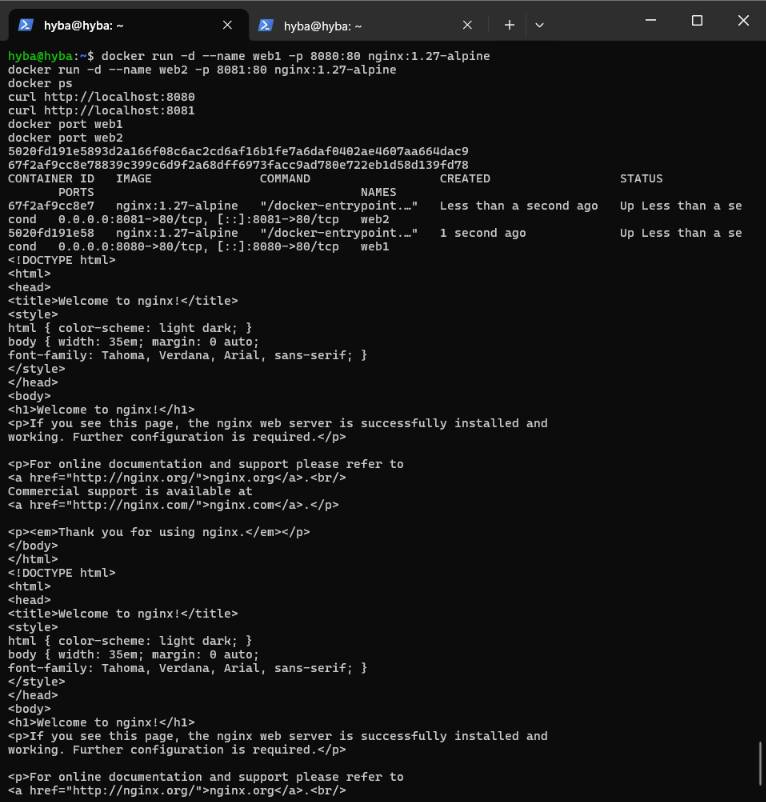 hyba@hyba: ~
hyba@hyba: ~
hyba@hyba:~$ docker run -d --name web1 -p 8080:80 nginx:1.27-alpine
docker run -d --name web2 -p 8081:80 nginx:1.27-alpine
docker ps
curl http://localhost:8080
curl http://localhost:8081
docker port web1
docker port web2
5020fd191e5893d2a166f08c6ac2cd6af16b1fe7a6daf0402ae4607aa664dac9
67f2af9cc8e78839c399c6d9f2a68dff6973facc9ad780e722eb1d58d139fd78
CONTAINER ID   IMAGE               COMMAND                  CREATED                  STATUS
       PORTS                                     NAMES
67f2af9cc8e7   nginx:1.27-alpine   "/docker-entrypoint.…"   Less than a second ago   Up Less than a se
cond   0.0.0.0:8081->80/tcp, [::]:8081->80/tcp   web2
5020fd191e58   nginx:1.27-alpine   "/docker-entrypoint.…"   1 second ago             Up Less than a se
cond   0.0.0.0:8080->80/tcp, [::]:8080->80/tcp   web1
<!DOCTYPE html>
<html>
<head>
<title>Welcome to nginx!</title>
<style>
html { color-scheme: light dark; }
body { width: 35em; margin: 0 auto;
font-family: Tahoma, Verdana, Arial, sans-serif; }
</style>
</head>
<body>
<h1>Welcome to nginx!</h1>
<p>If you see this page, the nginx web server is successfully installed and
working. Further configuration is required.</p>

<p>For online documentation and support please refer to
<a href="http://nginx.org/">nginx.org</a>.<br/>
Commercial support is available at
<a href="http://nginx.com/">nginx.com</a>.</p>

<p><em>Thank you for using nginx.</em></p>
</body>
</html>
<!DOCTYPE html>
<html>
<head>
<title>Welcome to nginx!</title>
<style>
html { color-scheme: light dark; }
body { width: 35em; margin: 0 auto;
font-family: Tahoma, Verdana, Arial, sans-serif; }
</style>
</head>
<body>
<h1>Welcome to nginx!</h1>
<p>If you see this page, the nginx web server is successfully installed and
working. Further configuration is required.</p>

<p>For online documentation and support please refer to
<a href="http://nginx.org/">nginx.org</a>.<br/>